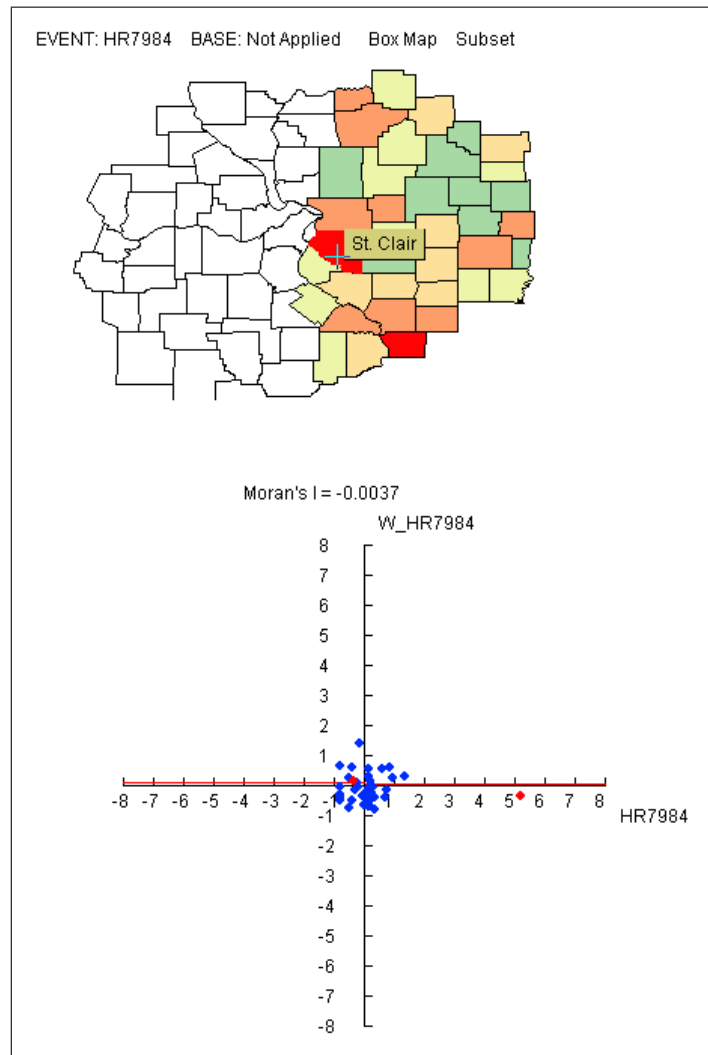 EVENT: HR7984 BASE: Not Applied Box Map Subset
St. Clair
Moran's I = -0.0037
W_HR7984
8
7
6
5
4
3
2
1
-8 -7 -6 -5 -4 -3 -2 -1 1 2 3 4 5 6 7 8
HR7984
-1
-2
-3
-4
-5
-6
-7
-8